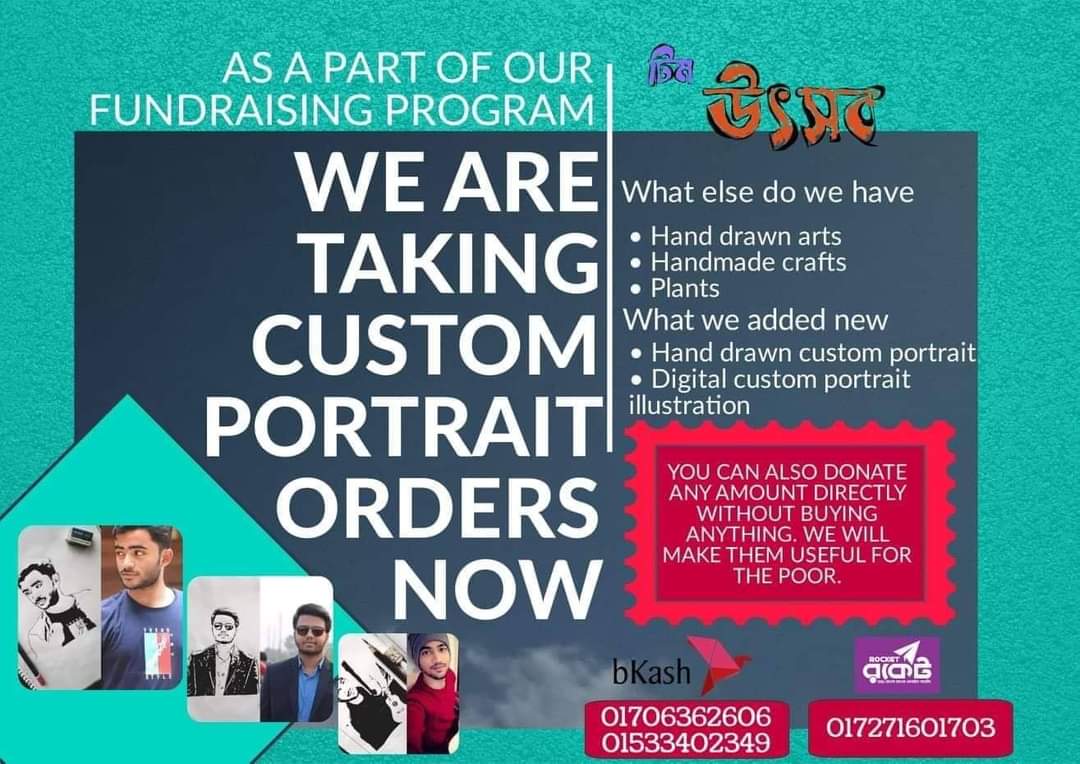 AS A PART OF OUR
FUNDRAISING PROGRAM
WE ARE
TAKING
CUSTOM
PORTRAIT
ORDERS
NOW
টিম
উৎসব
What else do we have
• Hand drawn arts
• Handmade crafts
• Plants
What we added new
• Hand drawn custom portrait
• Digital custom portrait
illustration
YOU CAN ALSO DONATE
ANY AMOUNT DIRECTLY
WITHOUT BUYING
ANYTHING. WE WILL
MAKE THEM USEFUL FOR
THE POOR.
bKash
01706362606
01533402349
ROCKET
রকেট
017271601703